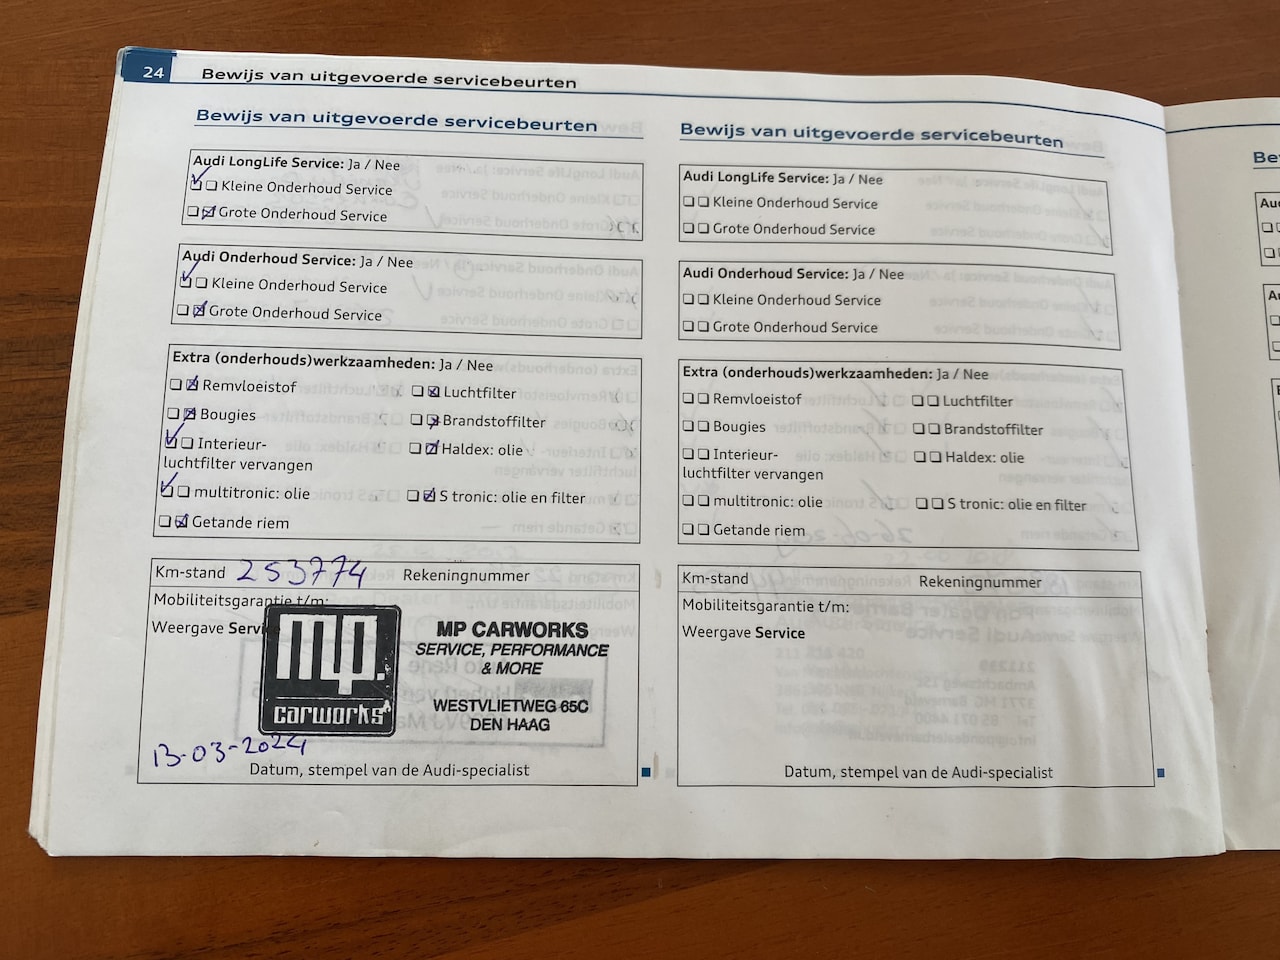 24 Bewijs van uitgevoerde servicebeurten
Bewijs van uitgevoerde servicebeurten
Audi LongLife Service: Ja / Nee
Kleine Onderhoud Service
Grote Onderhoud Service
Audi Onderhoud Service: Ja / Nee
Kleine Onderhoud Service
Grote Onderhoud Service
Extra (onderhouds)werkzaamheden: Ja / Nee
Remvloeistof Luchtfilter
Bougies Brandstoffilter
Interieur- Haldex: olie
luchtfilter vervangen
multitronic: olie S tronic: olie en filter
Getande riem
Km-stand 253774 Rekeningnummer
Mobiliteitsgarantie t/m:
Weergave Servi
mp.
carworks
MP CARWORKS
SERVICE, PERFORMANCE
& MORE
WESTVLIETWEG 65C
DEN HAAG
13-03-2024
Datum, stempel van de Audi-specialist
Bewijs van uitgevoerde servicebeurten
Audi LongLife Service: Ja / Nee
Kleine Onderhoud Service
Grote Onderhoud Service
Audi Onderhoud Service: Ja / Nee
Kleine Onderhoud Service
Grote Onderhoud Service
Extra (onderhouds)werkzaamheden: Ja / Nee
Remvloeistof Luchtfilter
Bougies Brandstoffilter
Interieur- Haldex: olie
luchtfilter vervangen
multitronic: olie S tronic: olie en filter
Getande riem
Km-stand Rekeningnummer
Mobiliteitsgarantie t/m:
Weergave Service
Datum, stempel van de Audi-specialist
Be
Au
Au